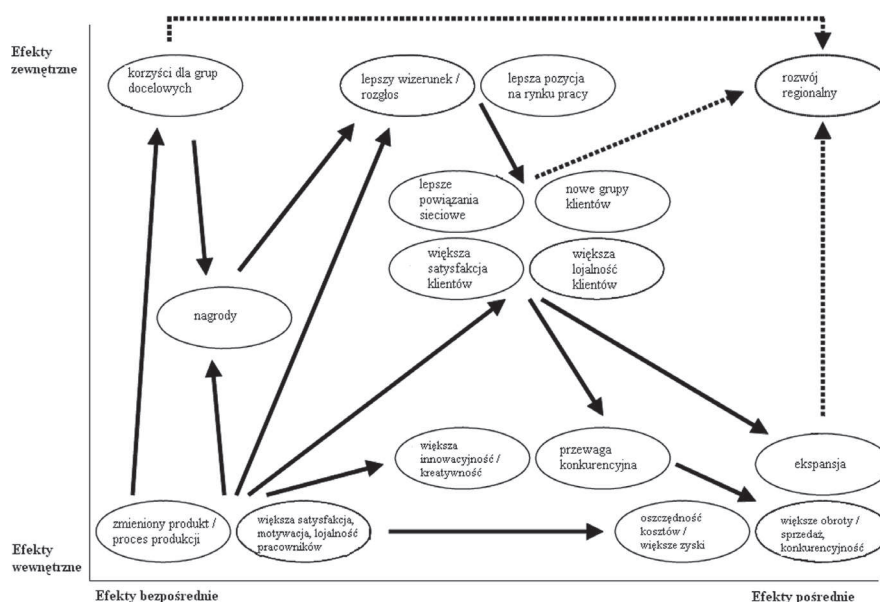 Efekty
zewnętrzne
korzyści dla grup
docelowych
lepszy wizerunek /
rozgłos
lepsza pozycja
na rynku pracy
rozwój
regionalny
lepsze
powiązania
sieciowe
nowe grupy
klientów
większa
satysfakcja
klientów
większa
lojalność
klientów
nagrody
większa
innowacyjność /
kreatywność
przewaga
konkurencyjna
ekspansja
zmieniony produkt /
proces produkcji
większa satysfakcja,
motywacja, lojalność
pracowników
oszczędność
kosztów /
większe zyski
większe obroty /
sprzedaż,
konkurencyjność
Efekty
wewnętrzne
Efekty bezpośrednie
Efekty pośrednie